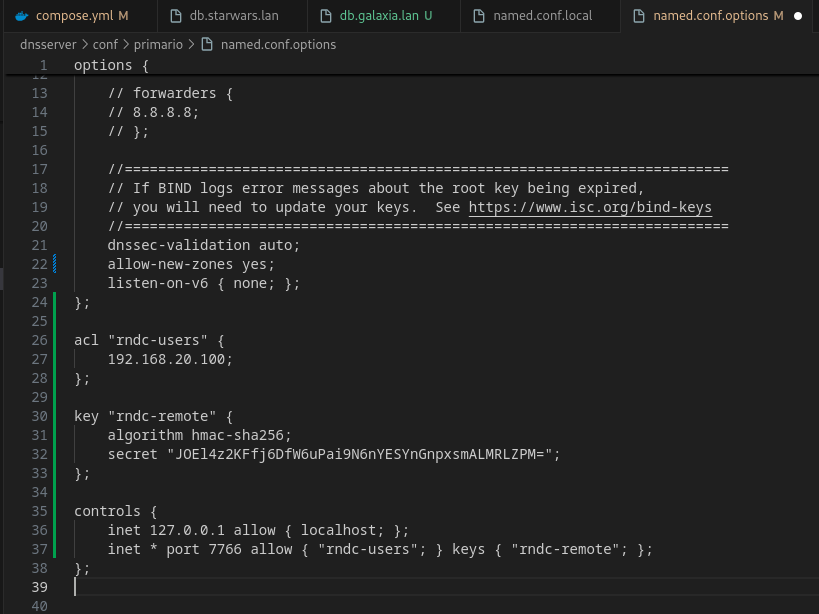 compose.yml M
db.starwars.lan
db.galaxia.lan U
named.conf.local
named.conf.options M
dnsserver > conf > primario > named.conf.options
1 options {
12
13 // forwarders {
14 // 8.8.8.8;
15 // };
16
17 //========================================================================
18 // If BIND logs error messages about the root key being expired,
19 // you will need to update your keys.  See https://www.isc.org/bind-keys
20 //========================================================================
21 dnssec-validation auto;
22 allow-new-zones yes;
23 listen-on-v6 { none; };
24 };
25
26 acl "rndc-users" {
27 192.168.20.100;
28 };
29
30 key "rndc-remote" {
31 algorithm hmac-sha256;
32 secret "JOEl4z2KFfj6DfW6uPai9N6nYESYnGnpxsmALMRLZPM=";
33 };
34
35 controls {
36 inet 127.0.0.1 allow { localhost; };
37 inet * port 7766 allow { "rndc-users"; } keys { "rndc-remote"; };
38 };
39
40